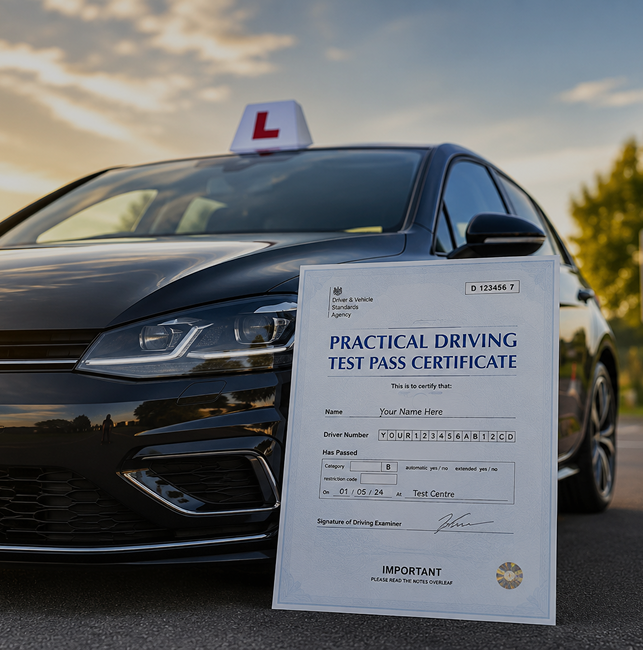 L
Driver & Vehicle
Standards
Agency
D 123456 7
PRACTICAL DRIVING
TEST PASS CERTIFICATE
This is to certify that:
Name Your Name Here
Driver Number YOUR123456AB12CD
Has Passed
Category B automatic yes / no extended yes / no
restriction code
On 01 / 05 / 24 At Test Centre
Signature of Driving Examiner
IMPORTANT
PLEASE READ THE NOTES OVERLEAF